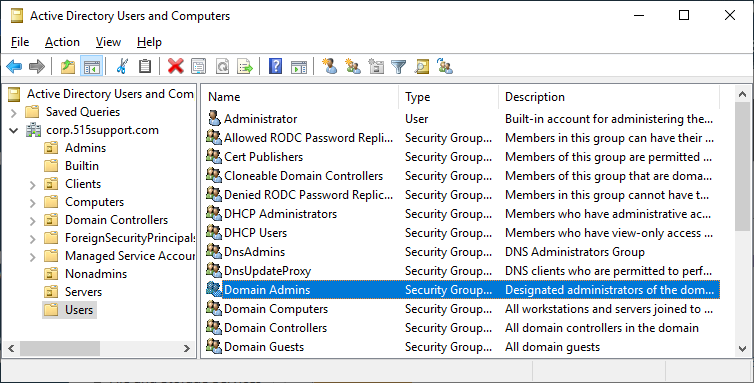 Active Directory Users and Computers
File Action View Help
Active Directory Users and Com
Saved Queries
corp.515support.com
Admins
Builtin
Clients
Computers
Domain Controllers
ForeignSecurityPrincipals
Managed Service Accour
Nonadmins
Servers
Users
Name Type Description
Administrator User Built-in account for administering the...
Allowed RODC Password Repli... Security Group... Members in this group can have their ...
Cert Publishers Security Group... Members of this group are permitted ...
Cloneable Domain Controllers Security Group... Members of this group that are doma...
Denied RODC Password Replic... Security Group... Members in this group cannot have t...
DHCP Administrators Security Group... Members who have administrative ac...
DHCP Users Security Group... Members who have view-only access ...
DnsAdmins Security Group... DNS Administrators Group
DnsUpdateProxy Security Group... DNS clients who are permitted to perf...
Domain Admins Security Group... Designated administrators of the dom...
Domain Computers Security Group... All workstations and servers joined to ...
Domain Controllers Security Group... All domain controllers in the domain
Domain Guests Security Group... All domain guests